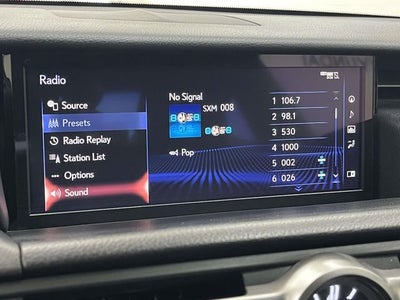 Radio
No Signal
Source
SXM 008
Presets
Radio Replay
Station List
Pop
Options
Sound
1 106.7
2 98.1
3 530
4 1000
5 002
6 026